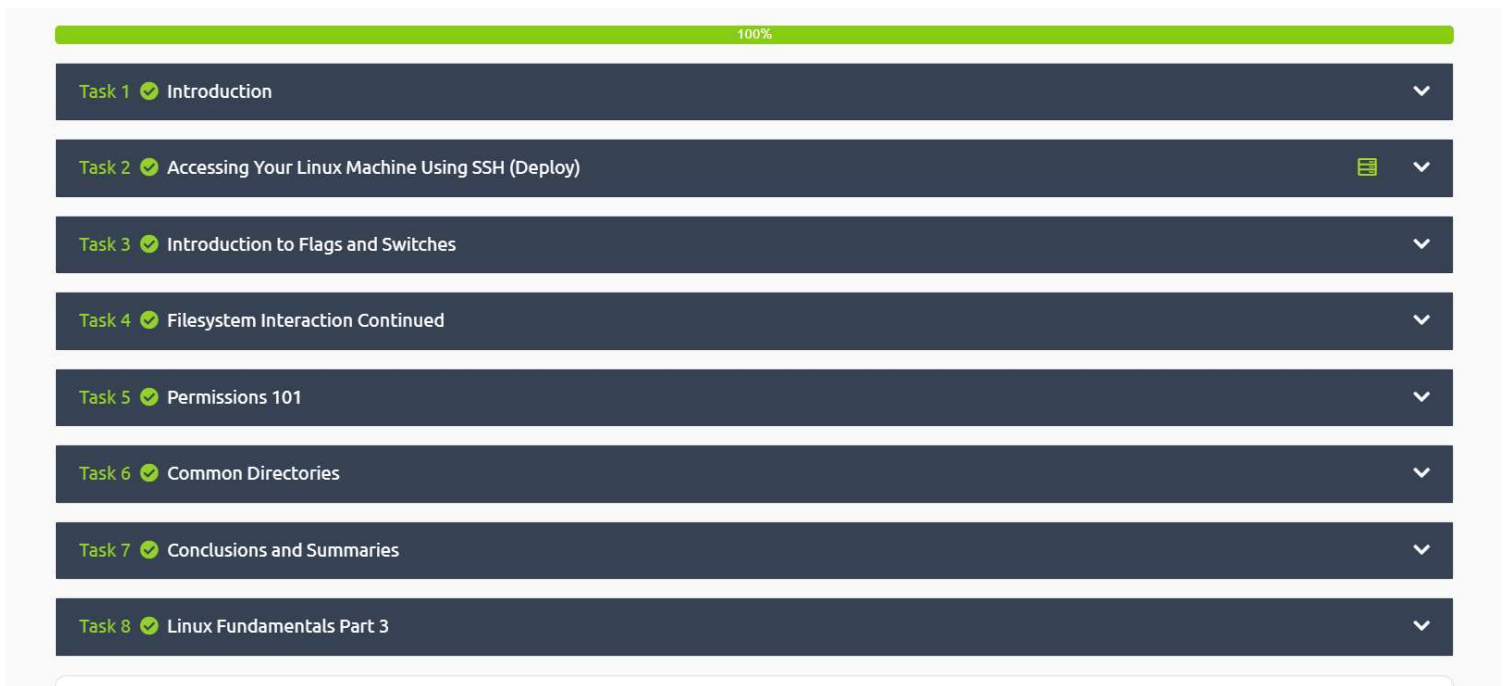 100%
Task 1 Introduction
Task 2 Accessing Your Linux Machine Using SSH (Deploy)
Task 3 Introduction to Flags and Switches
Task 4 Filesystem Interaction Continued
Task 5 Permissions 101
Task 6 Common Directories
Task 7 Conclusions and Summaries
Task 8 Linux Fundamentals Part 3